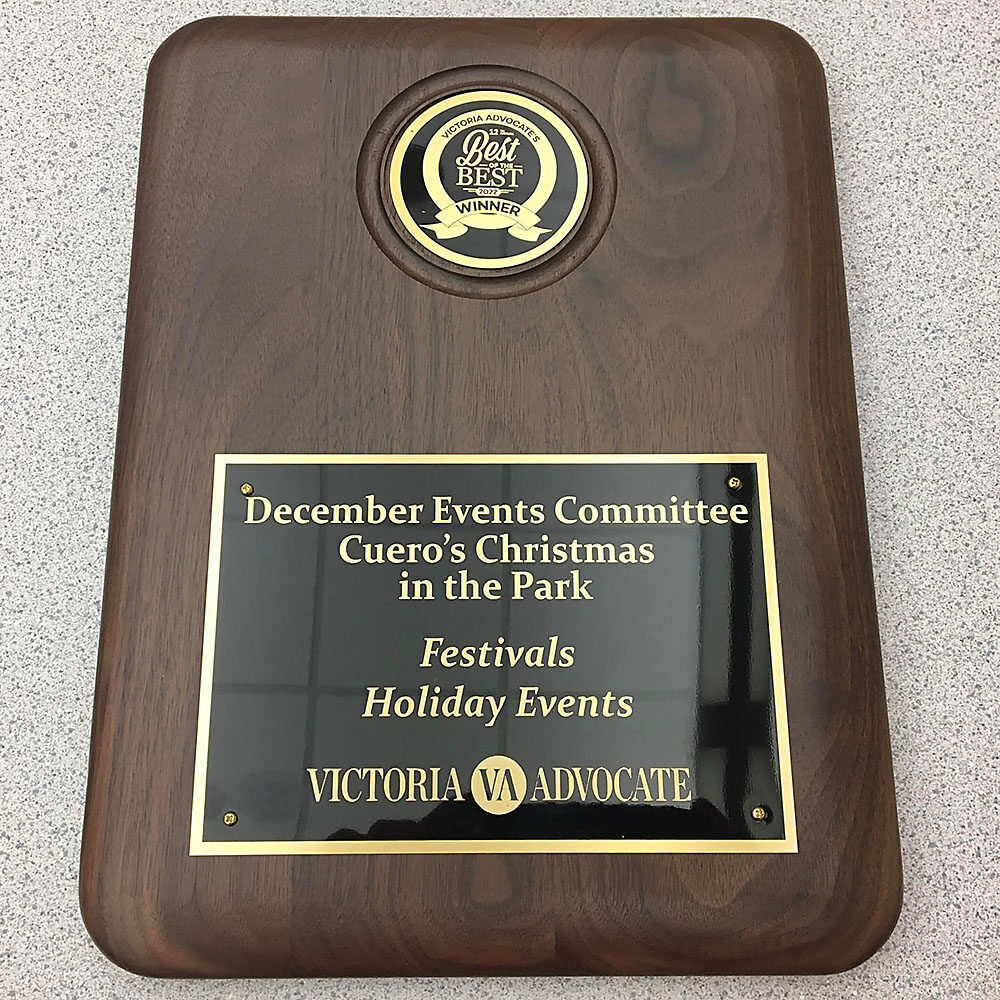 VICTORIA ADVOCATE'S
12
Best
OF THE
BEST
2022
WINNER
December Events Committee
Cuero's Christmas
in the Park
Festivals
Holiday Events
VICTORIA VA ADVOCATE